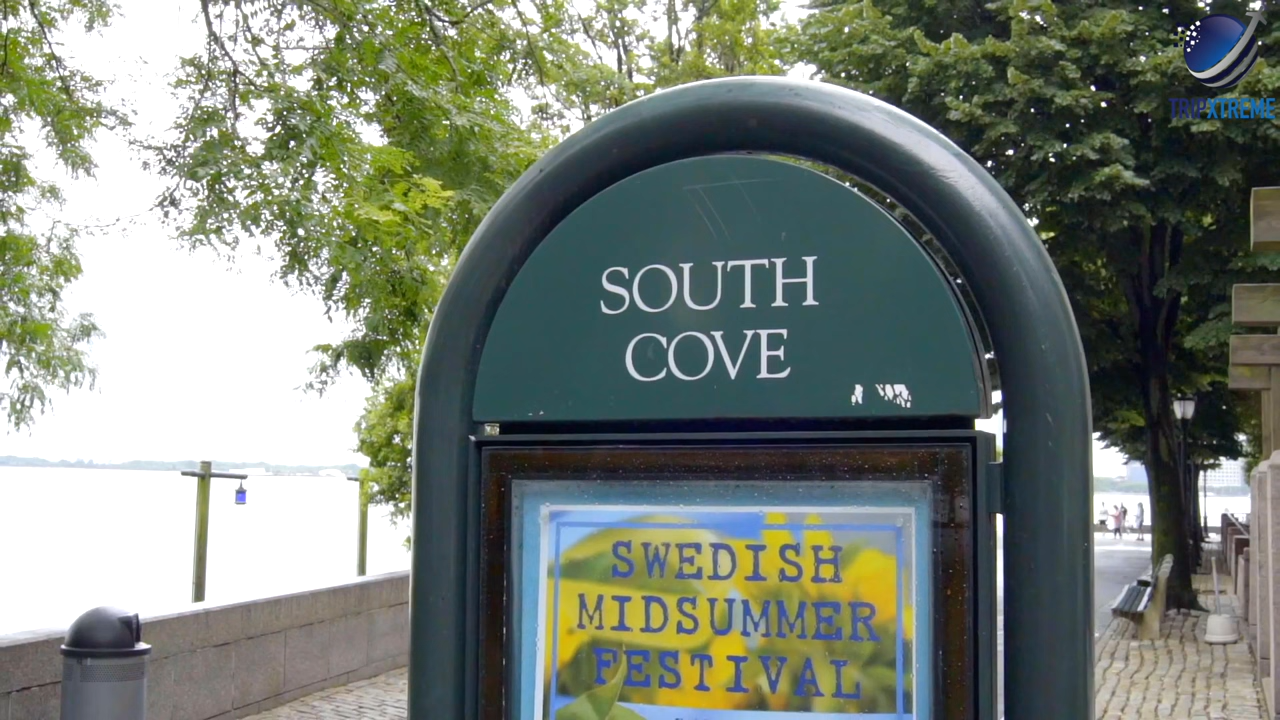 TRIPXTREME
SOUTH
COVE
SWEDISH
MIDSUMMER
FESTIVAL